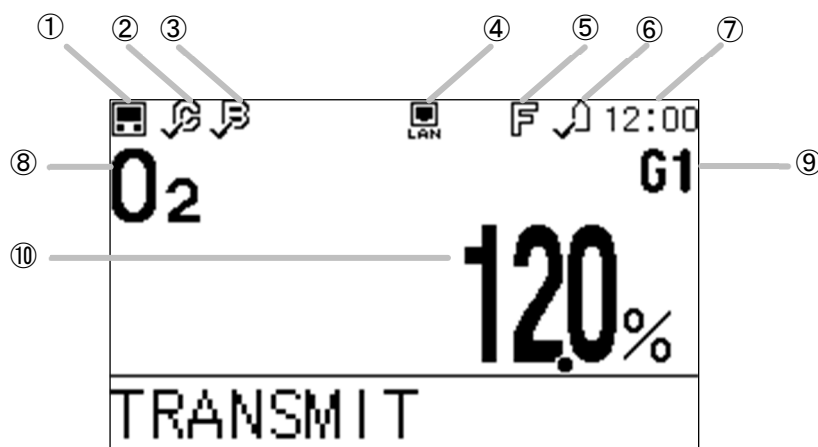 ① ② ③ ④ ⑤ ⑥ ⑦
C B LAN F 12:00
⑧ O2 G1 ⑨
⑩ 12.0%
TRANSMIT